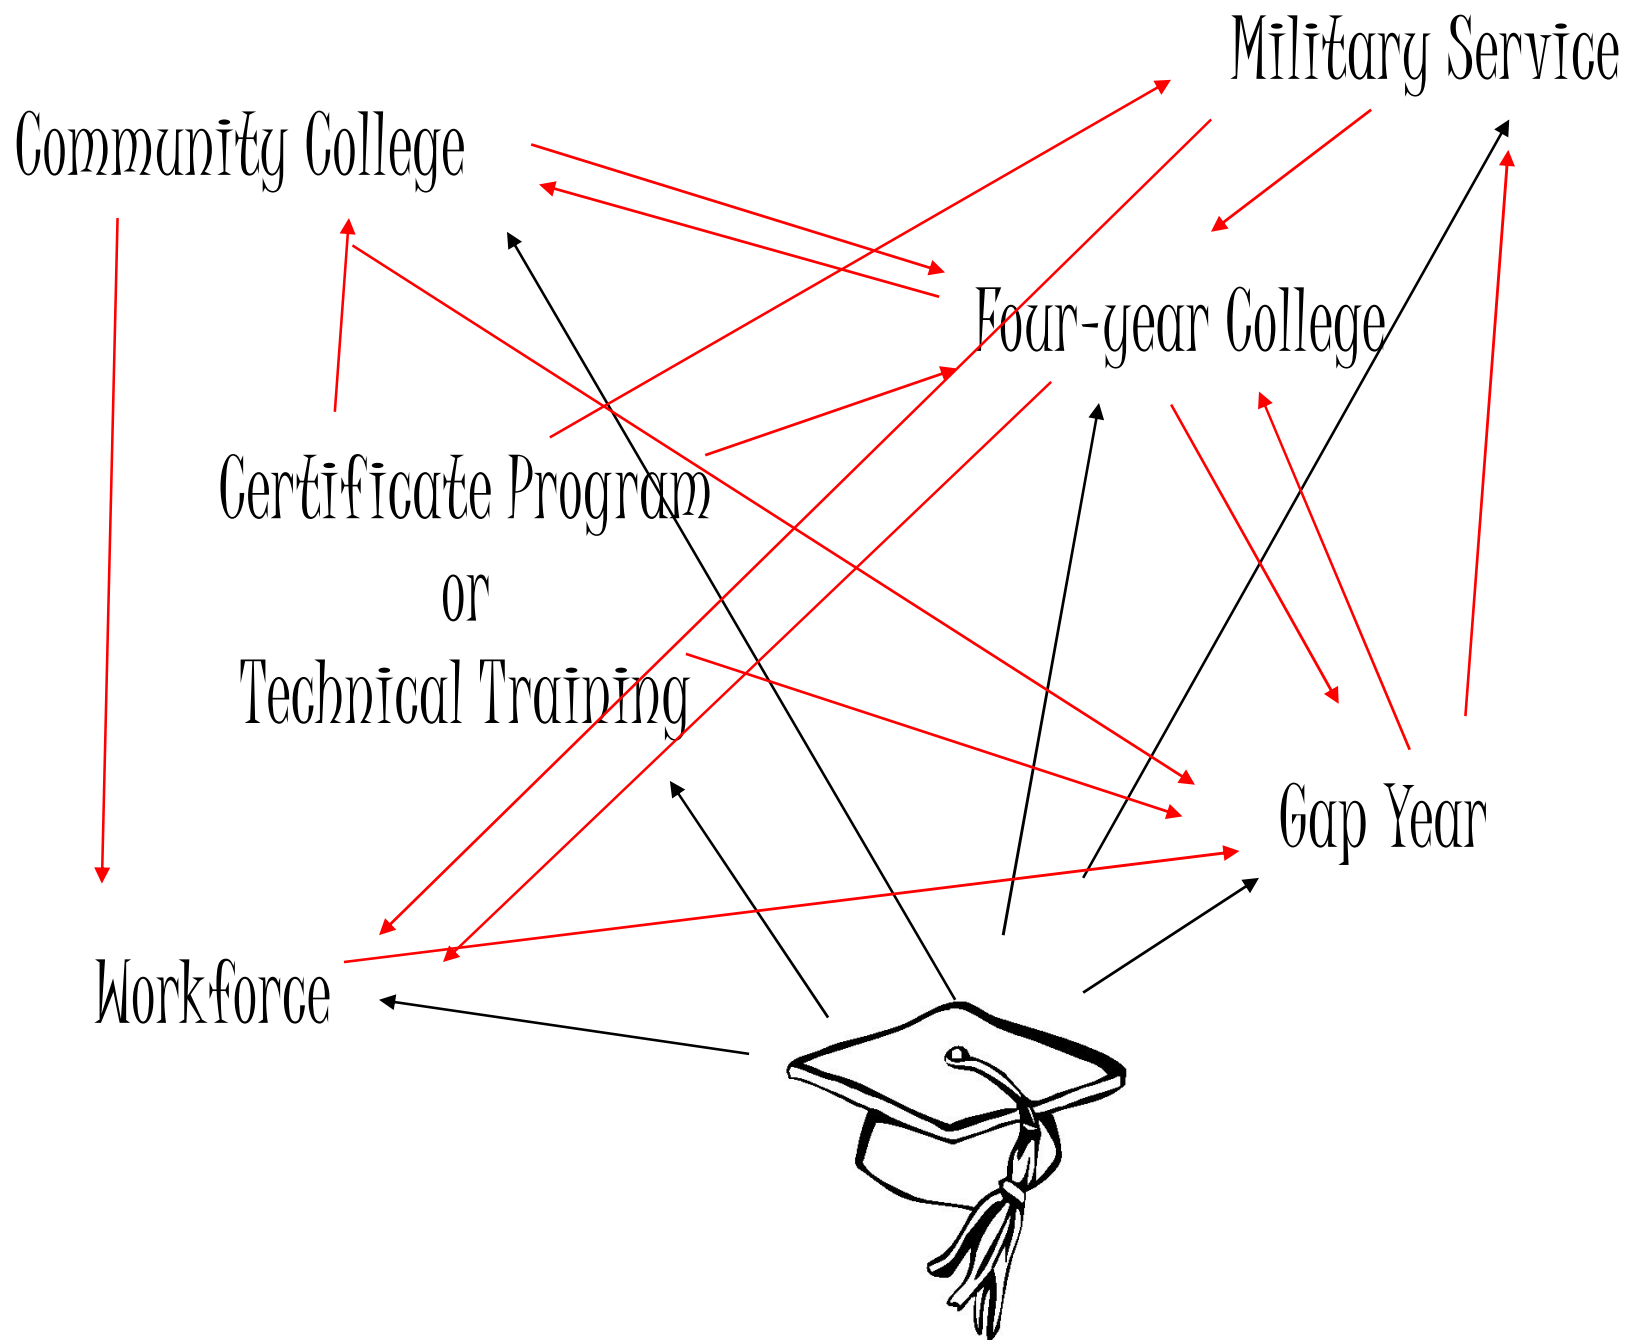 Military Service
Community College
Four-year College
Certificate Program
or
Technical Training
Gap Year
Workforce